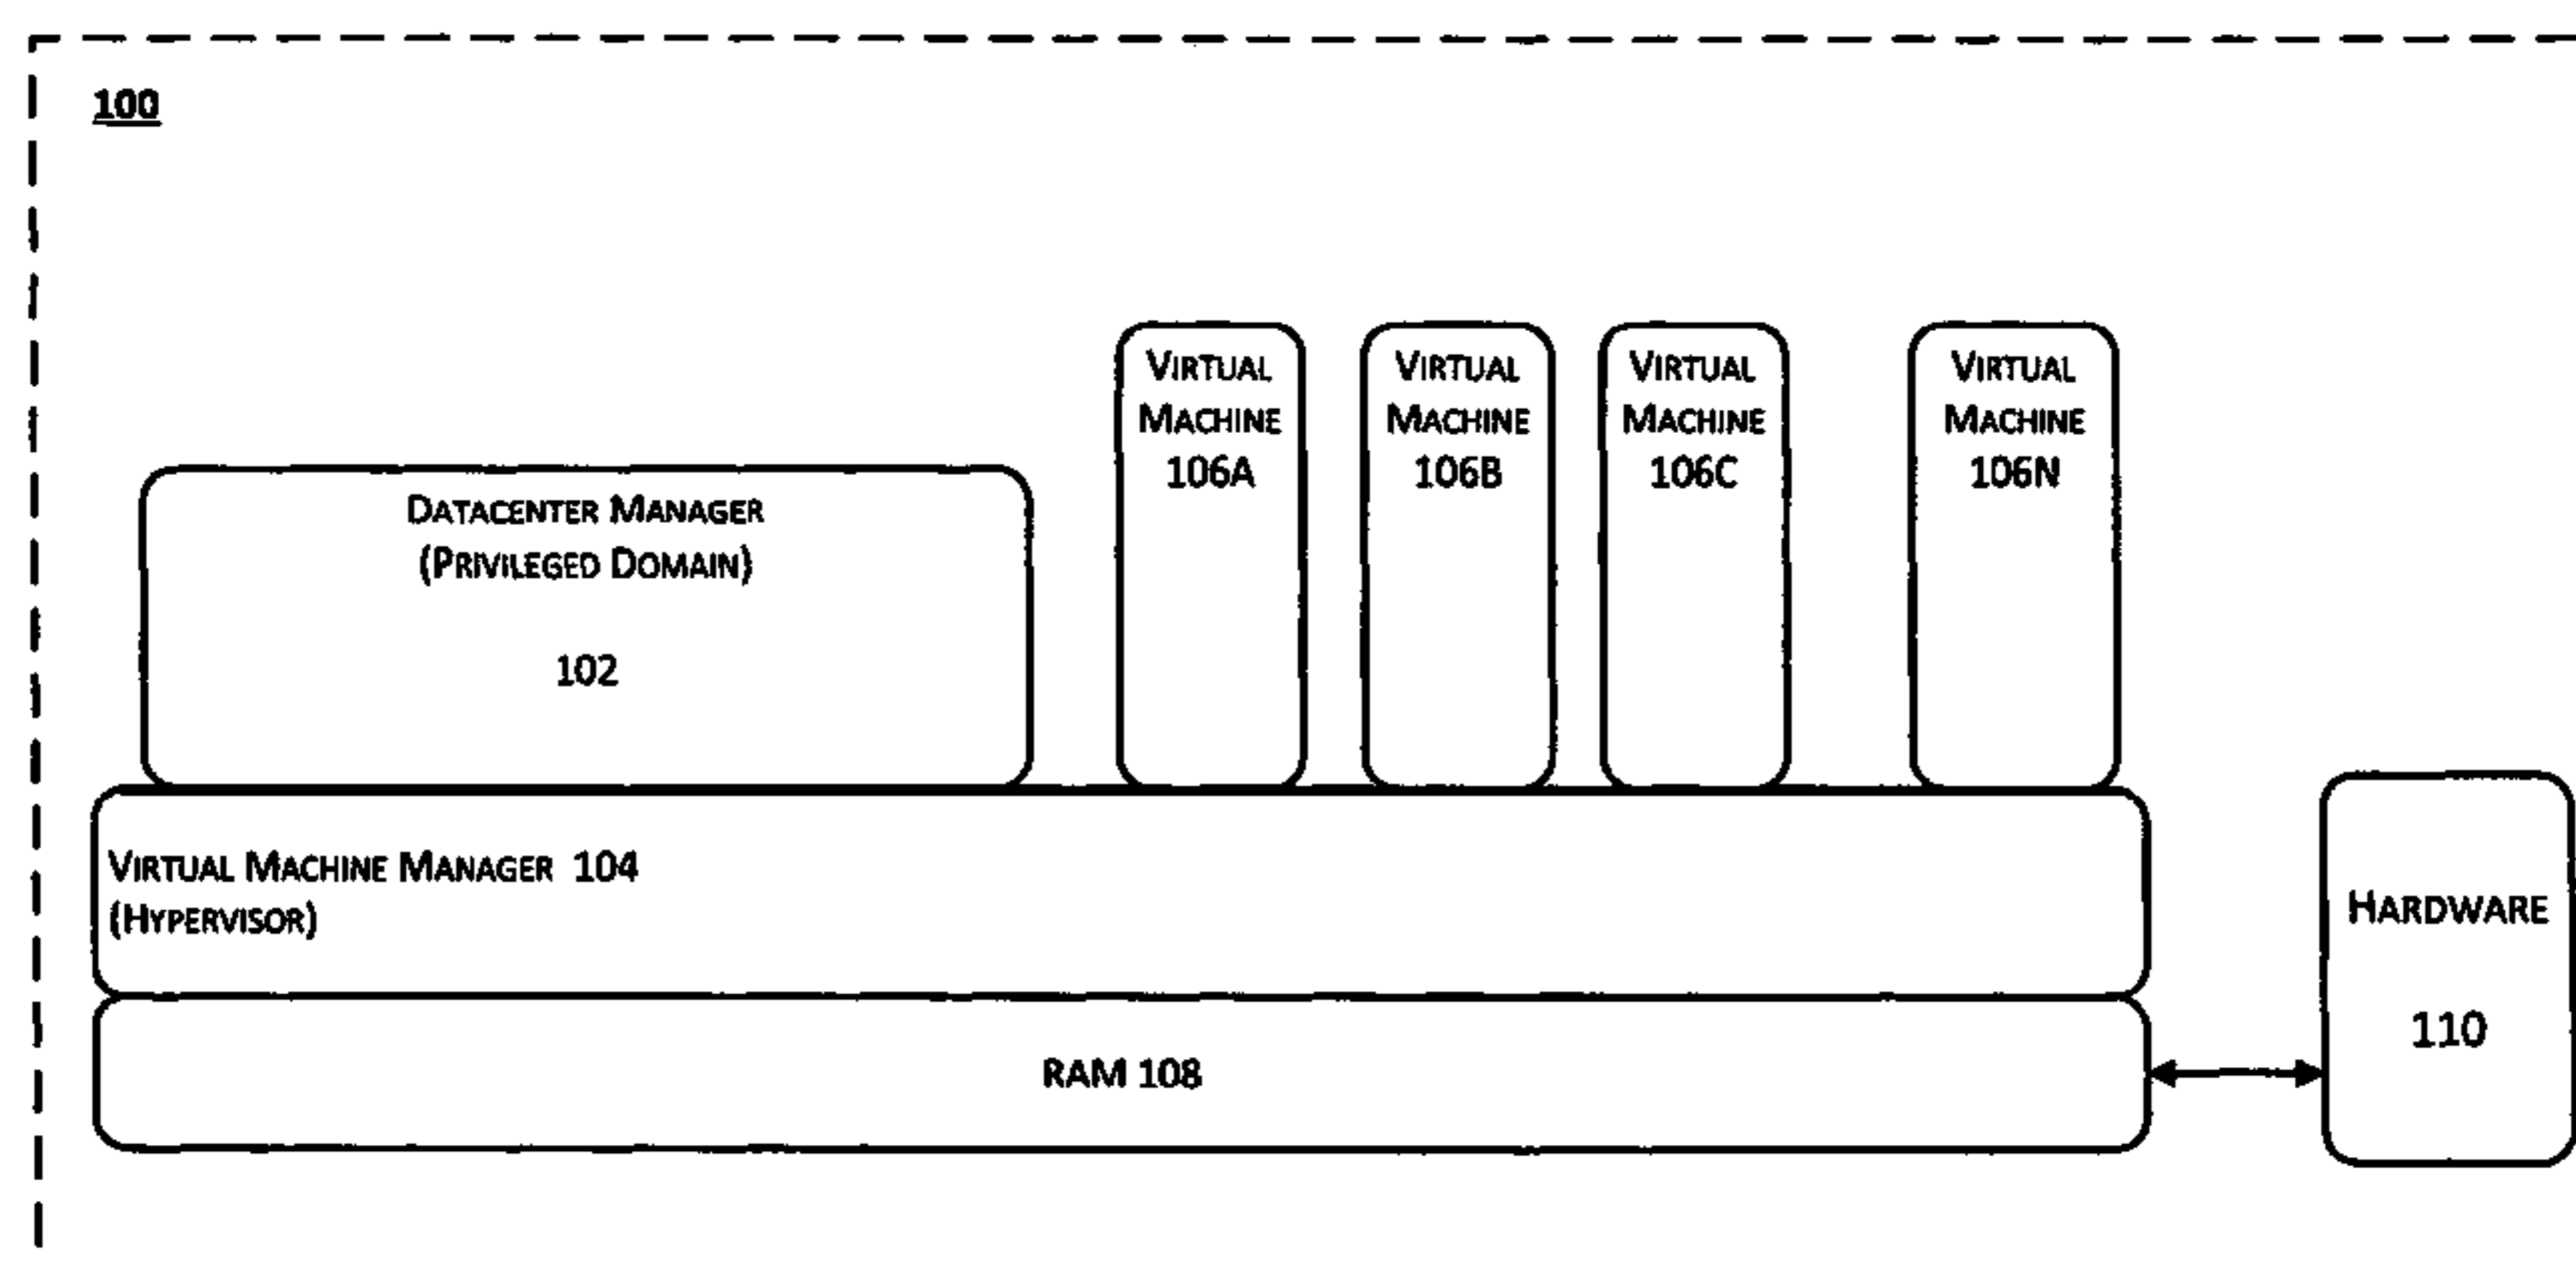 100
VIRTUAL
MACHINE
106A
VIRTUAL
MACHINE
106B
VIRTUAL
MACHINE
106C
VIRTUAL
MACHINE
106N
DATACENTER MANAGER
(PRIVILEGED DOMAIN)
102
VIRTUAL MACHINE MANAGER 104
(HYPERVISOR)
HARDWARE
110
RAM 108